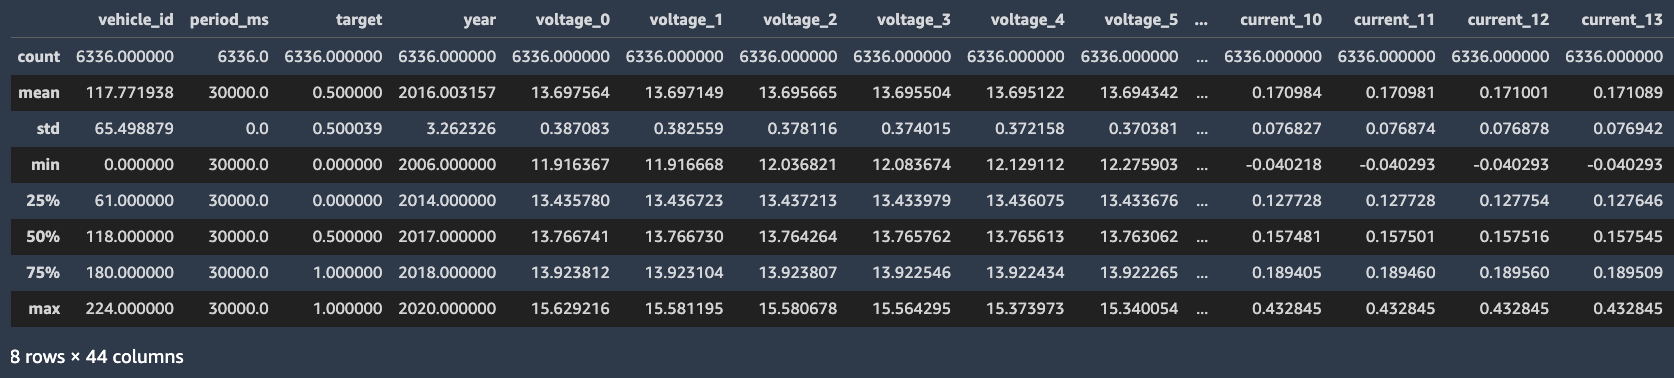 vehicle_id period_ms target year voltage_0 voltage_1 voltage_2 voltage_3 voltage_4 voltage_5 ... current_10 current_11 current_12 current_13
count 6336.000000 6336.0 6336.000000 6336.000000 6336.000000 6336.000000 6336.000000 6336.000000 6336.000000 6336.000000 ... 6336.000000 6336.000000 6336.000000 6336.000000
mean 117.771938 30000.0 0.500000 2016.003157 13.697564 13.697149 13.695665 13.695504 13.695122 13.694342 ... 0.170984 0.170981 0.171001 0.171089
std 65.498879 0.0 0.500039 3.262326 0.387083 0.382559 0.378116 0.374015 0.372158 0.370381 ... 0.076827 0.076874 0.076878 0.076942
min 0.000000 30000.0 0.000000 2006.000000 11.916367 11.916668 12.036821 12.083674 12.129112 12.275903 ... -0.040218 -0.040293 -0.040293 -0.040293
25% 61.000000 30000.0 0.000000 2014.000000 13.435780 13.436723 13.437213 13.433979 13.436075 13.433676 ... 0.127728 0.127728 0.127754 0.127646
50% 118.000000 30000.0 0.500000 2017.000000 13.766741 13.766730 13.764264 13.765762 13.765613 13.763062 ... 0.157481 0.157501 0.157516 0.157545
75% 180.000000 30000.0 1.000000 2018.000000 13.923812 13.923104 13.923807 13.922546 13.922434 13.922265 ... 0.189405 0.189460 0.189560 0.189509
max 224.000000 30000.0 1.000000 2020.000000 15.629216 15.581195 15.580678 15.564295 15.373973 15.340054 ... 0.432845 0.432845 0.432845 0.432845
8 rows × 44 columns